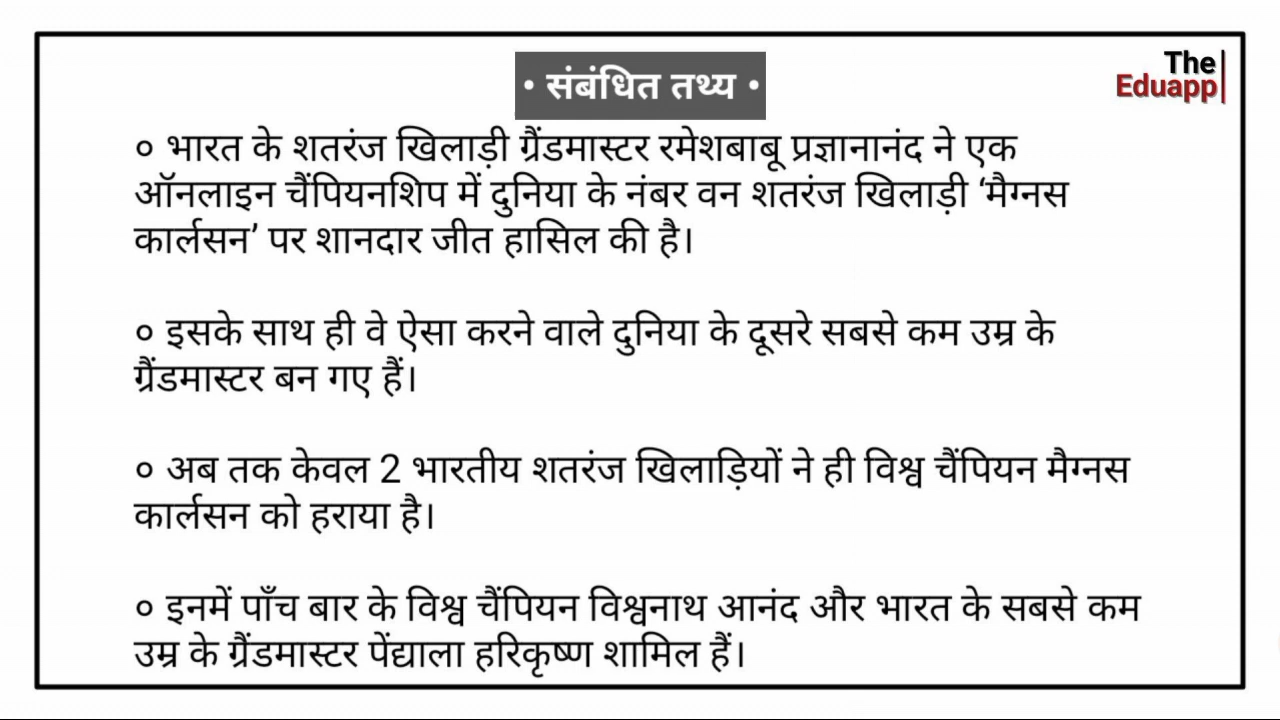 • संबंधित तथ्य •
The
Eduapp
० भारत के शतरंज खिलाड़ी ग्रैंडमास्टर रमेशबाबू प्रज्ञानानंद ने एक
ऑनलाइन चैंपियनशिप में दुनिया के नंबर वन शतरंज खिलाड़ी ‘मैग्नस
कार्लसन’ पर शानदार जीत हासिल की है।
० इसके साथ ही वे ऐसा करने वाले दुनिया के दूसरे सबसे कम उम्र के
ग्रैंडमास्टर बन गए हैं।
० अब तक केवल 2 भारतीय शतरंज खिलाड़ियों ने ही विश्व चैंपियन मैग्नस
कार्लसन को हराया है।
० इनमें पाँच बार के विश्व चैंपियन विश्वनाथ आनंद और भारत के सबसे कम
उम्र के ग्रैंडमास्टर पेंद्याला हरिकृष्ण शामिल हैं।